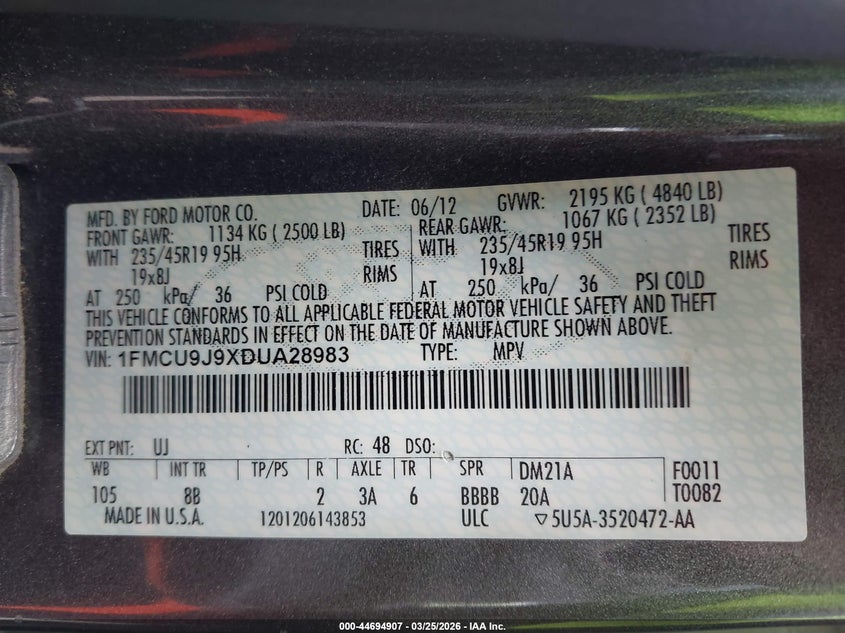 MFD. BY FORD MOTOR CO. DATE: 06/12 GVWR: 2195 KG ( 4840 LB)
FRONT GAWR: 1134 KG ( 2500 LB) REAR GAWR: 1067 KG ( 2352 LB)
WITH 235/45R19 95H TIRES WITH 235/45R19 95H TIRES
19x8J RIMS 19x8J RIMS
AT 250 kPa/ 36 PSI COLD AT 250 kPa/ 36 PSI COLD
THIS VEHICLE CONFORMS TO ALL APPLICABLE FEDERAL MOTOR VEHICLE SAFETY AND THEFT
PREVENTION STANDARDS IN EFFECT ON THE DATE OF MANUFACTURE SHOWN ABOVE.
VIN: 1FMCU9J9XDUA28983 TYPE: MPV
EXT PNT: UJ RC: 48 DSO:
WB INT TR TP/PS R AXLE TR SPR DM21A F0011
105 8B 2 3A 6 BBBB 20A T0082
MADE IN U.S.A. 1201206143853 ULC ▽5U5A-3520472-AA
000-44694907 - 03/25/2026 - IAA Inc.